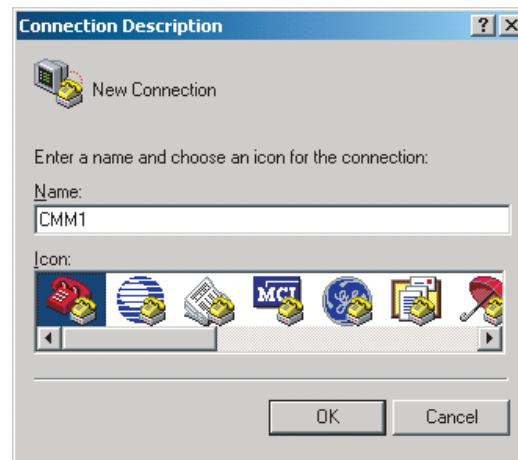 Connection Description
New Connection
Enter a name and choose an icon for the connection:
Name:
CMM1
Icon:
MCI
OK
Cancel